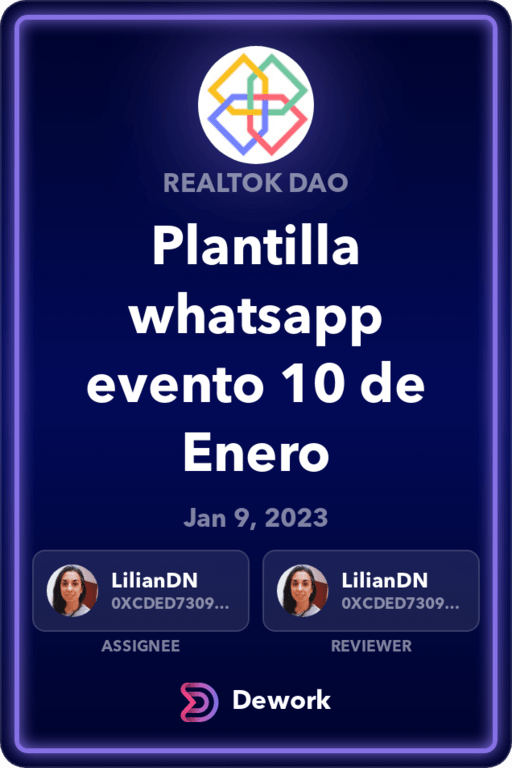 REALTOK DAO
Plantilla
whatsapp
evento 10 de
Enero
Jan 9, 2023
LilianDN
0XCDED7309...
ASSIGNEE
LilianDN
0XCDED7309...
REVIEWER
Dework